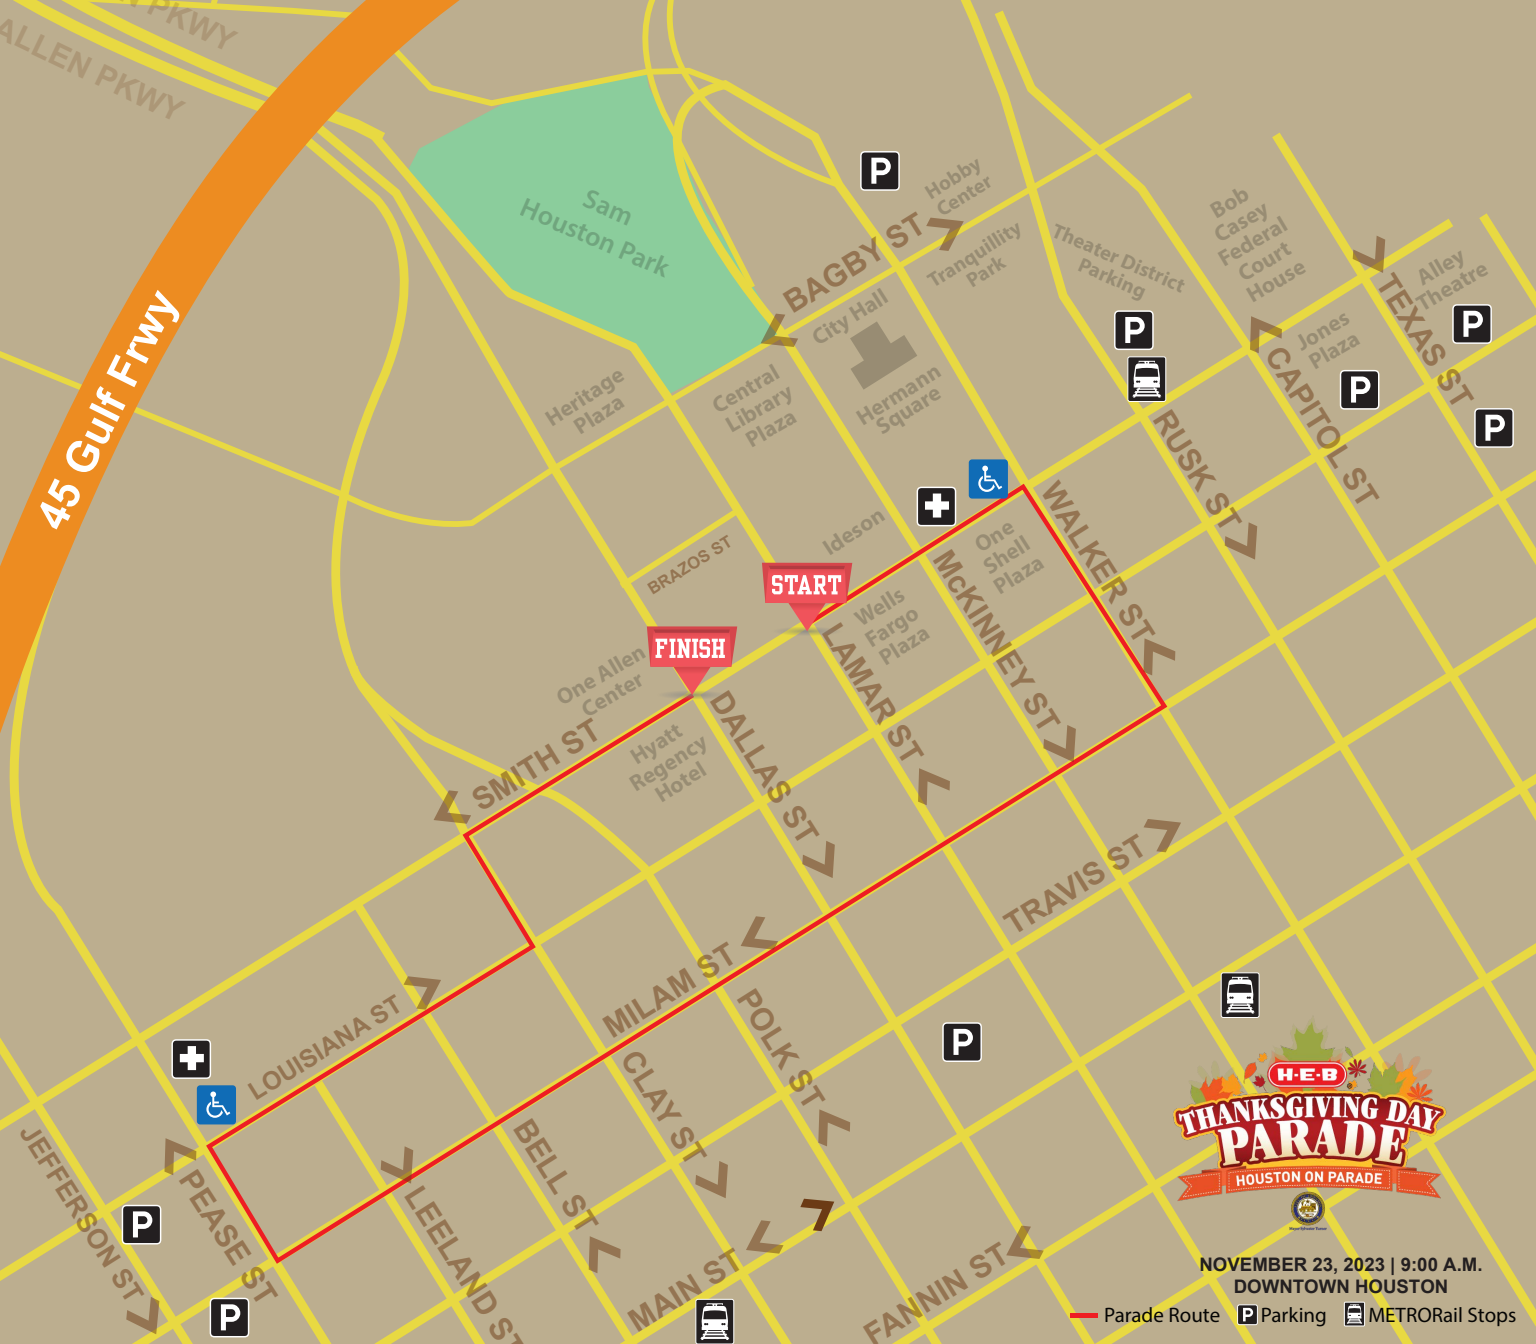 N PKWY
ALLEN PKWY
45 Gulf Frwy
Sam
Houston Park
P
Hobby
Center
BAGBY ST
Tranquillity
Park
Theater District
Parking
Bob
Casey
Federal
Court
House
Alley
Theatre
TEXAS ST
P
P
Jones
Plaza
CAPITOL ST
P
P
City Hall
Hermann
Square
Central
Library
Plaza
Heritage
Plaza
RUSK ST
WALKER ST
Ideson
One
Shell
Plaza
BRAZOS ST
START
Wells
Fargo
Plaza
McKINNEY ST
LAMAR ST
FINISH
One Allen
Center
SMITH ST
Hyatt
Regency
Hotel
DALLAS ST
TRAVIS ST
MILAM ST
LOUISIANA ST
POLK ST
P
CLAY ST
BELL ST
JEFFERSON ST
PEASE ST
LEELAND ST
P
P
MAIN ST
FANNIN ST
H-E-B
THANKSGIVING DAY
PARADE
HOUSTON ON PARADE
NOVEMBER 23, 2023 | 9:00 A.M.
DOWNTOWN HOUSTON
Parade Route P Parking METRORail Stops